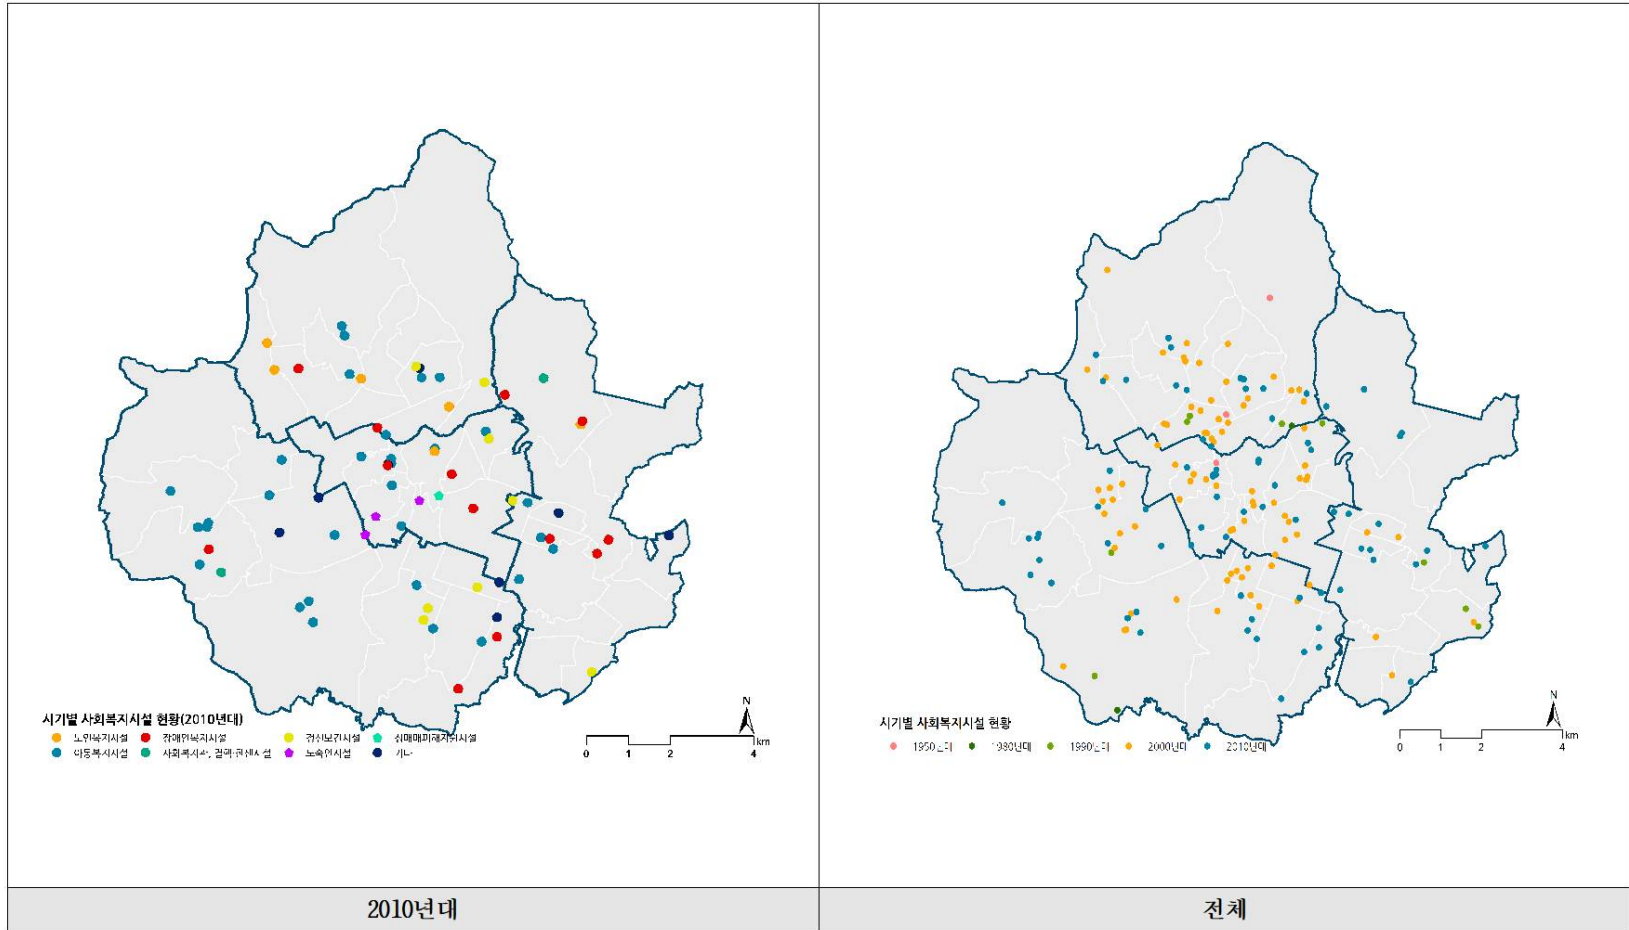 시기별 사회복지시설 현황(2010년대)
노인복지시설 장애인복지시설 정신보건시설
아동복지시설 노숙인시설 기타
N
0 1 2 4
km
시기별 사회복지시설 현황
1950년대 1980년대 1990년대 2000년대 2010년대
N
0 1 2 4
km
2010년대
전체